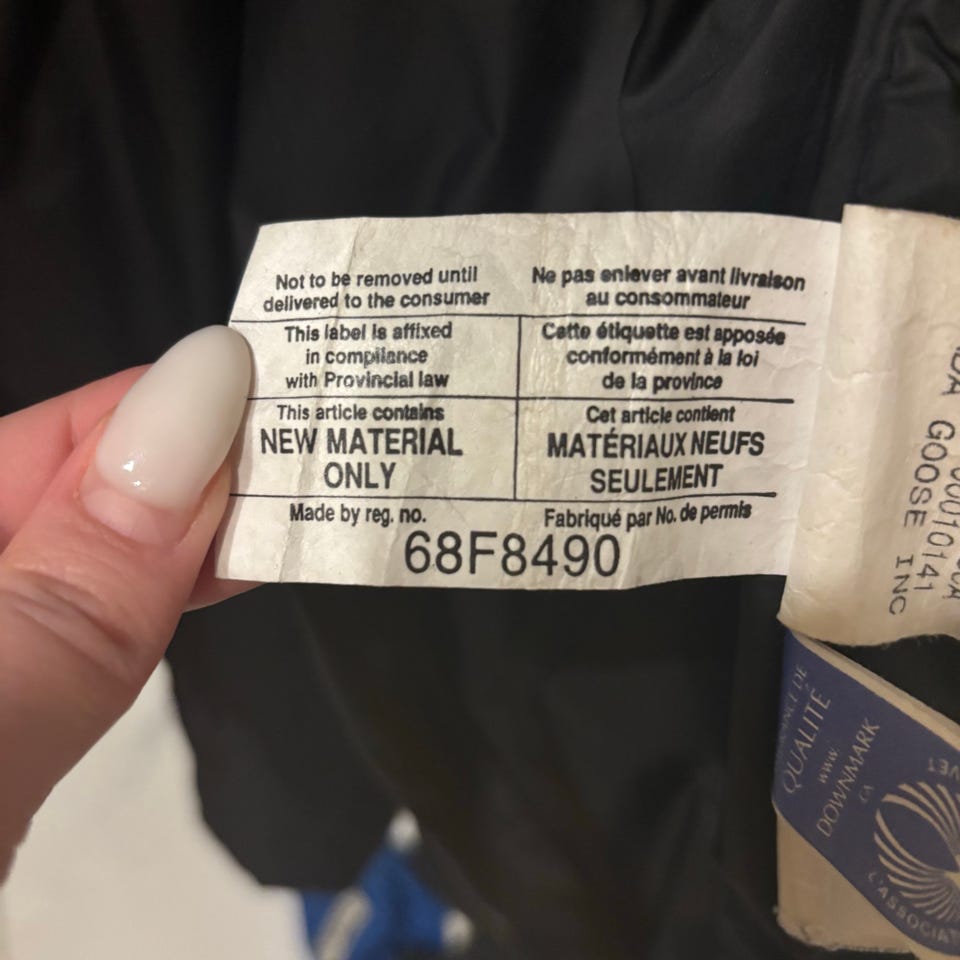 Not to be removed until
delivered to the consumer
Ne pas enlever avant livraison
au consommateur
This label is affixed
in compliance
with Provincial law
Cette étiquette est apposée
conformément à la loi
de la province
This article contains
NEW MATERIAL
ONLY
Cet article contient
MATÉRIAUX NEUFS
SEULEMENT
Made by reg. no.
Fabriqué par No. de permis
68F8490
GOOSE INC
QUALITÉ
www.
DOWNMARK
.CA